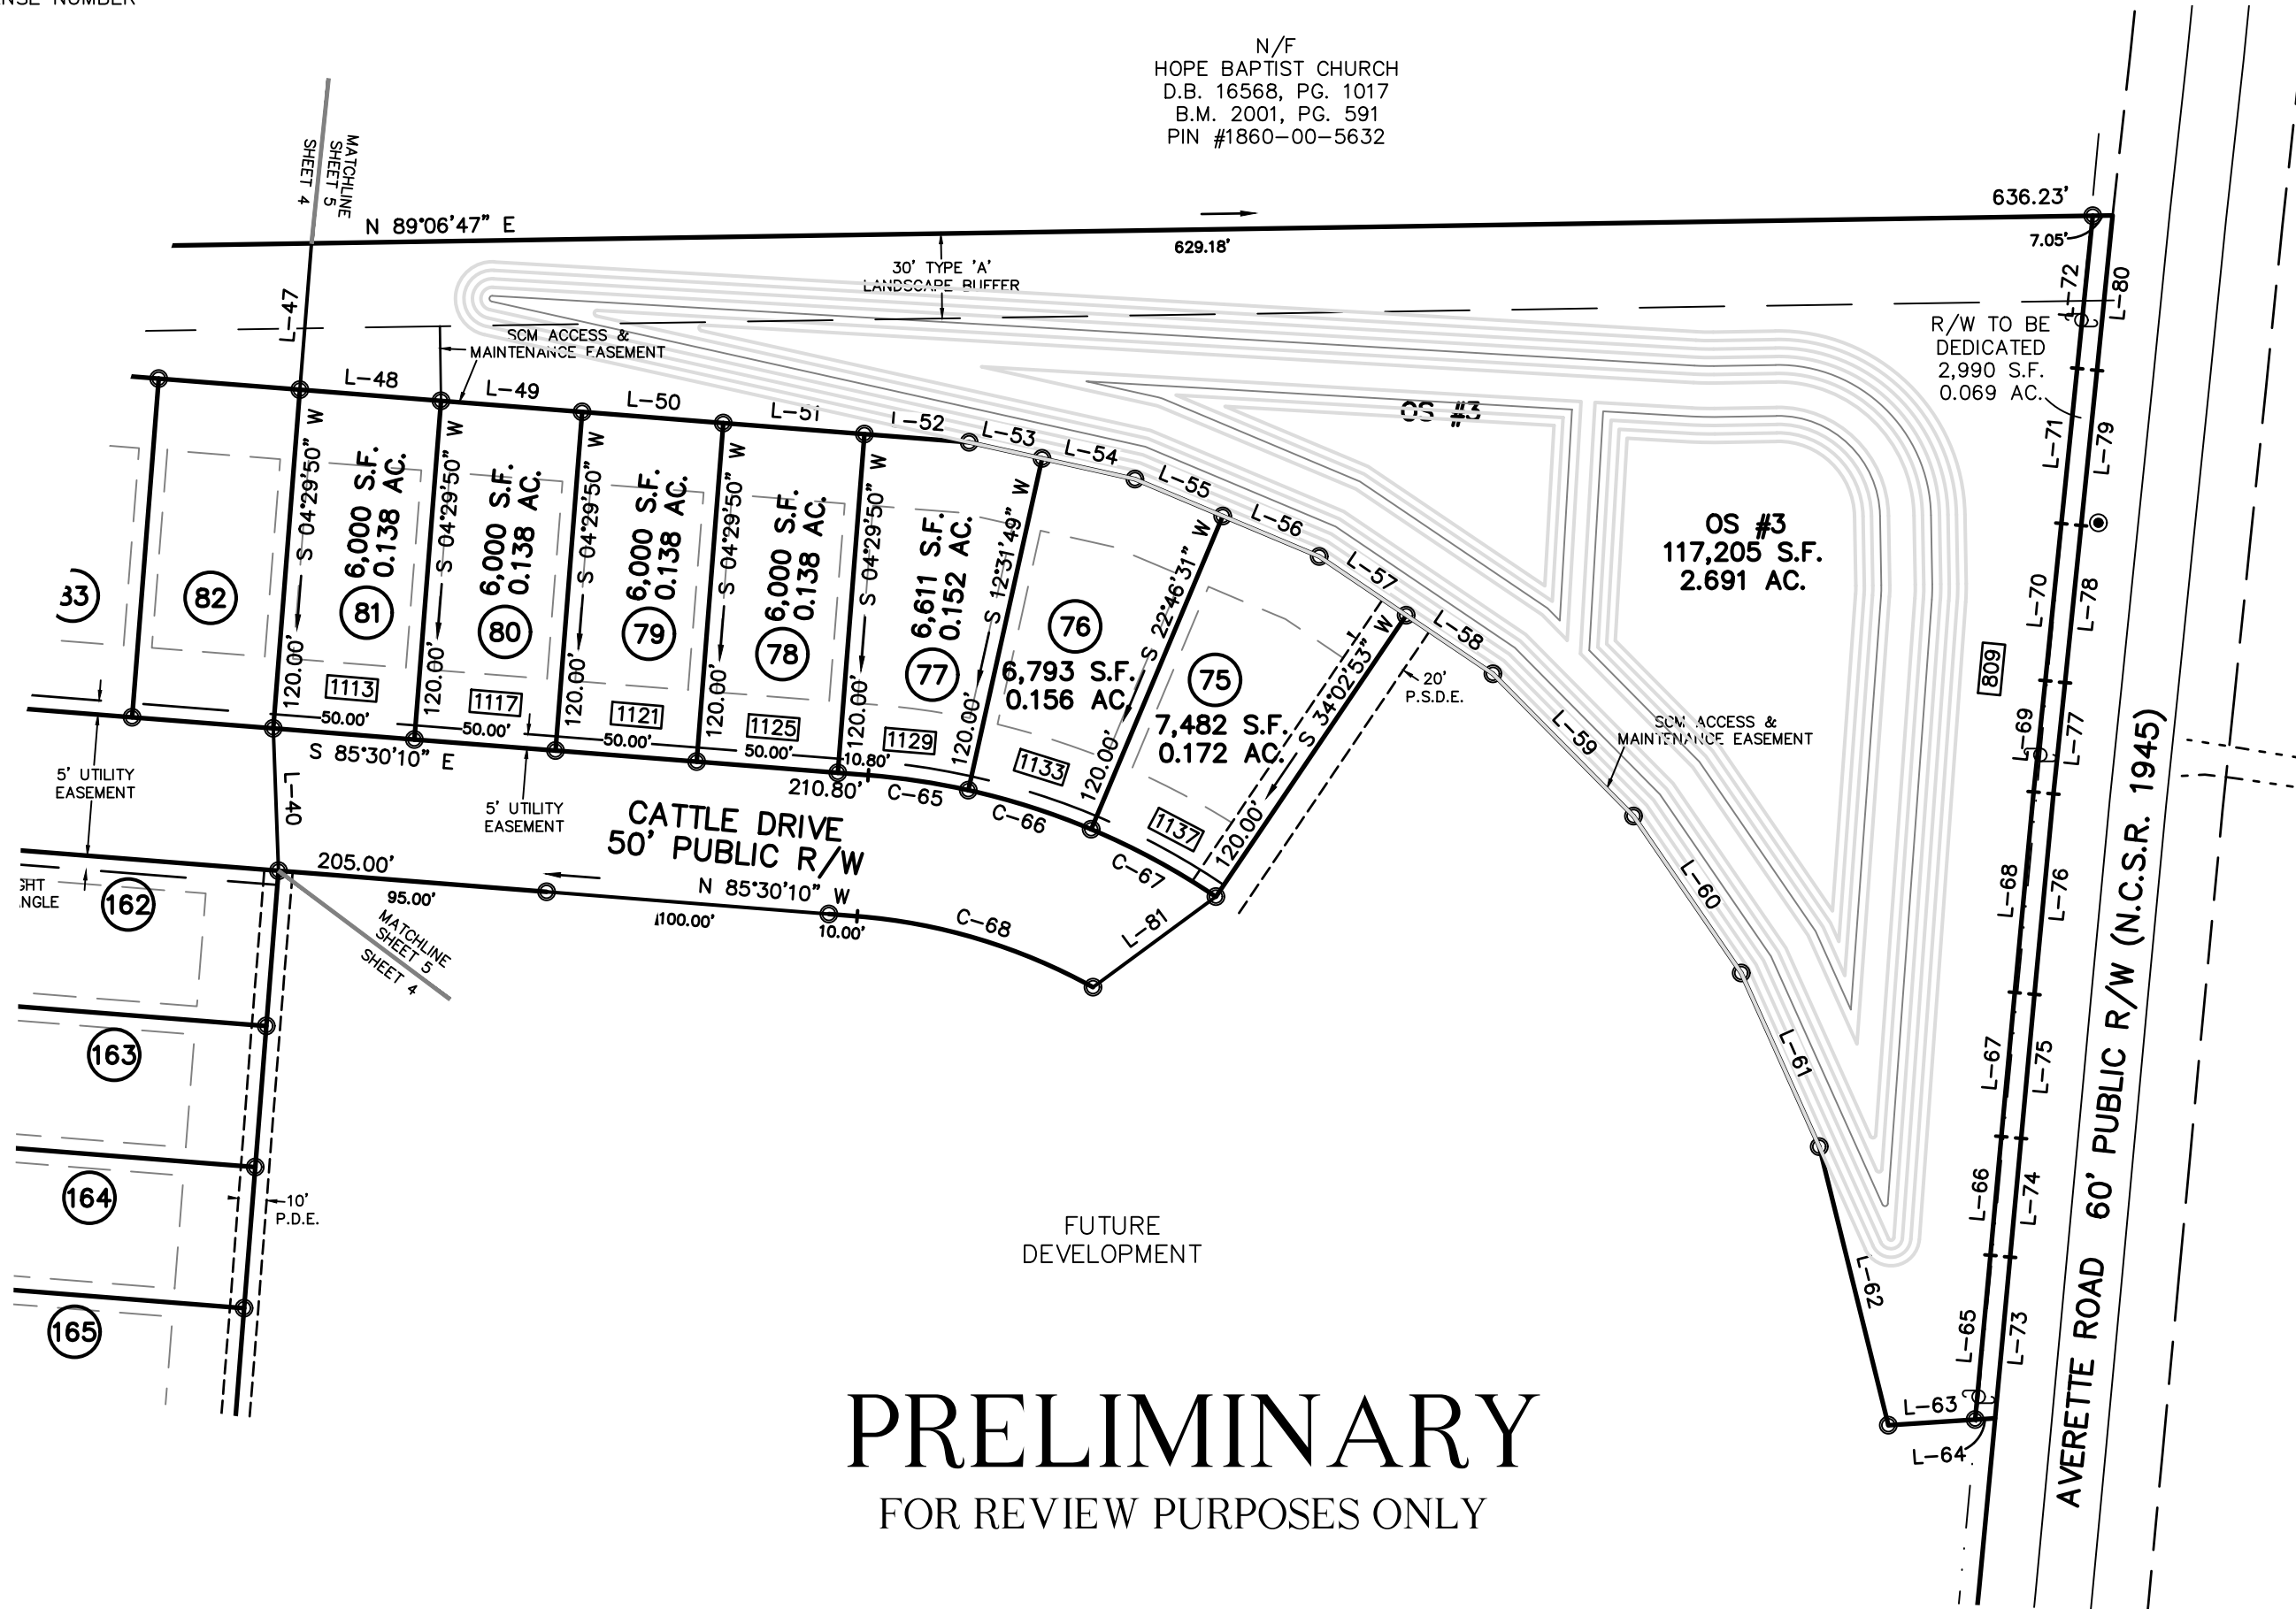 N/F
HOPE BAPTIST CHURCH
D.B. 16568, PG. 1017
B.M. 2001, PG. 591
PIN #1860-00-5632
MATCHLINE
SHEET 5
SHEET 4
N 89°06'47" E
636.23'
629.18'
7.05'
30' TYPE 'A'
LANDSCAPE BUFFER
L-47
L-72
L-80
R/W TO BE
DEDICATED
2,990 S.F.
0.069 AC.
SCM ACCESS &
MAINTENANCE EASEMENT
L-48
L-49
L-50
L-51
L-52
L-53
L-54
L-55
L-56
L-57
L-58
L-59
L-60
L-61
L-62
L-63
L-64
OS #3
OS #3
117,205 S.F.
2.691 AC.
L-71
L-79
L-70
L-78
L-69
L-77
L-68
L-76
L-67
L-75
L-66
L-74
L-65
L-73
809
SCM ACCESS &
MAINTENANCE EASEMENT
82
S 04°29'50" W
120.00'
6,000 S.F.
0.138 AC.
81
1113
50.00'
S 04°29'50" W
120.00'
6,000 S.F.
0.138 AC.
80
1117
50.00'
S 04°29'50" W
120.00'
6,000 S.F.
0.138 AC.
79
1121
50.00'
S 04°29'50" W
120.00'
6,000 S.F.
0.138 AC.
78
1125
50.00'
S 04°29'50" W
120.00'
6,611 S.F.
0.152 AC.
77
1129
10.80'
S 12°31'49" W
120.00'
76
6,793 S.F.
0.156 AC.
1133
S 22°46'31" W
120.00'
75
7,482 S.F.
0.172 AC.
1137
S 34°02'53" W
120.00'
20'
P.S.D.E.
S 85°30'10" E
210.80'
C-65
C-66
C-67
5' UTILITY
EASEMENT
L-40
5' UTILITY
EASEMENT
CATTLE DRIVE
50' PUBLIC R/W
205.00'
95.00'
N 85°30'10" W
100.00'
10.00'
C-68
L-81
MATCHLINE
SHEET 5
SHEET 4
162
163
164
165
10'
P.D.E.
FUTURE
DEVELOPMENT
AVERETTE ROAD 60' PUBLIC R/W (N.C.S.R. 1945)
PRELIMINARY
FOR REVIEW PURPOSES ONLY